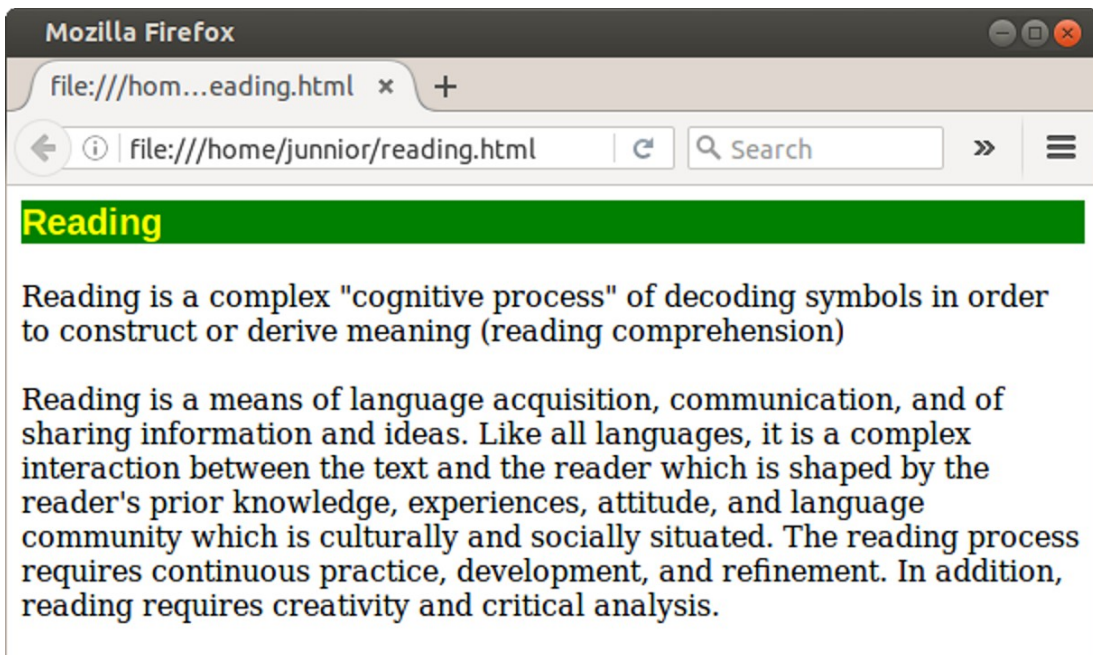 Mozilla Firefox
file:///hom...eading.html
file:///home/junnior/reading.html
Search
Reading
Reading is a complex "cognitive process" of decoding symbols in order
to construct or derive meaning (reading comprehension)
Reading is a means of language acquisition, communication, and of
sharing information and ideas. Like all languages, it is a complex
interaction between the text and the reader which is shaped by the
reader's prior knowledge, experiences, attitude, and language
community which is culturally and socially situated. The reading process
requires continuous practice, development, and refinement. In addition,
reading requires creativity and critical analysis.